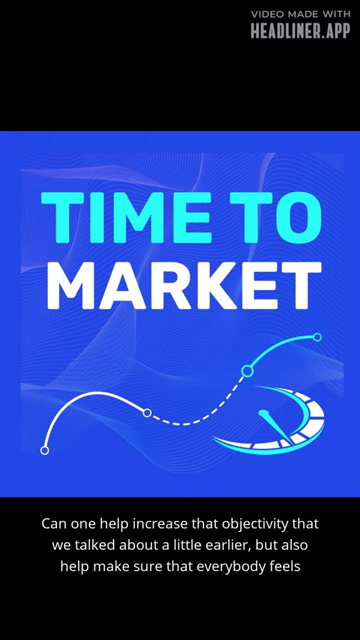 VIDEO MADE WITH
HEADLINER.APP
TIME TO
MARKET
Can one help increase that objectivity that
we talked about a little earlier, but also
help make sure that everybody feels